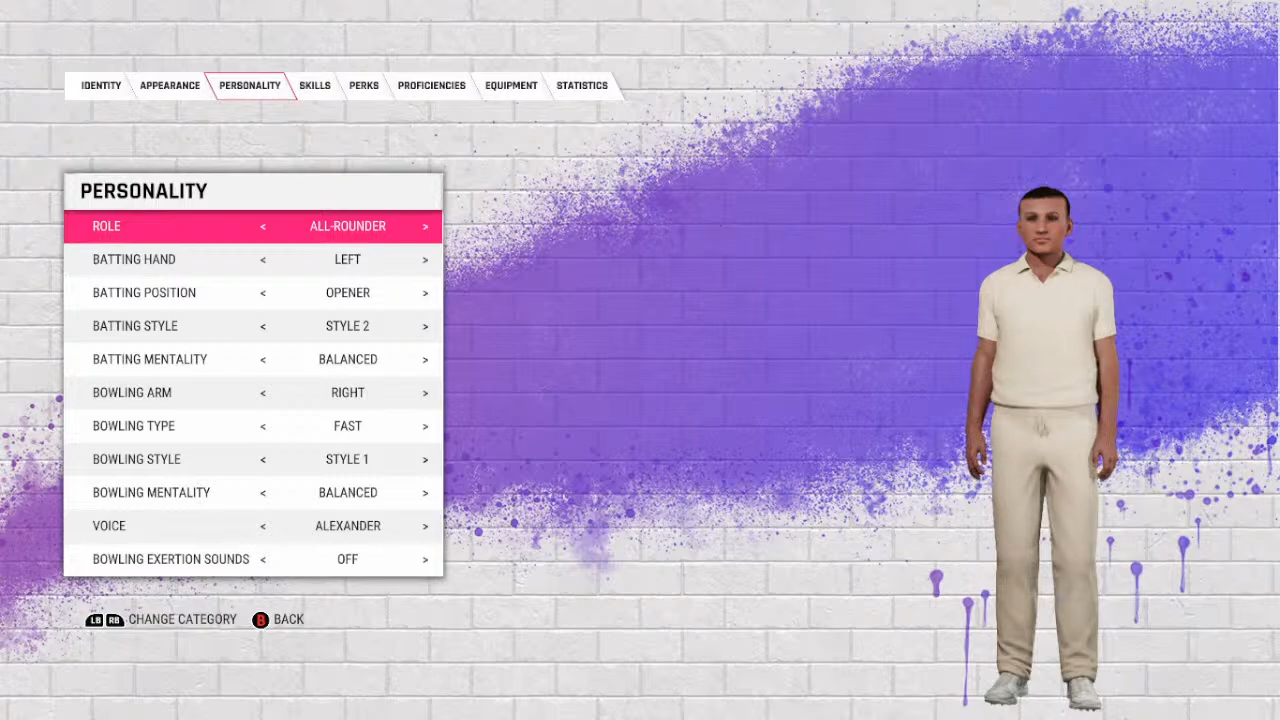 IDENTITY APPEARANCE PERSONALITY SKILLS PERKS PROFICIENCIES EQUIPMENT STATISTICS
PERSONALITY
ROLE < ALL-ROUNDER >
BATTING HAND < LEFT >
BATTING POSITION < OPENER >
BATTING STYLE < STYLE 2 >
BATTING MENTALITY < BALANCED >
BOWLING ARM < RIGHT >
BOWLING TYPE < FAST >
BOWLING STYLE < STYLE 1 >
BOWLING MENTALITY < BALANCED >
VOICE < ALEXANDER >
BOWLING EXERTION SOUNDS < OFF >
LB RB CHANGE CATEGORY B BACK